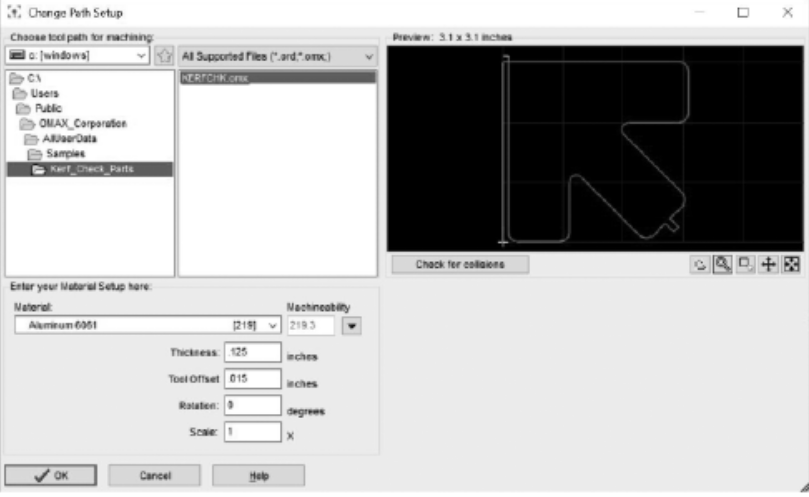 Change Path Setup
Choose tool path for machining:
c: [windows]
All Supported Files (*.ord;*.omx;)
KERFCHK.omx
C:\
Users
Public
OMAX_Corporation
AllUserData
Samples
Kerf_Check_Parts
Preview: 3.1 x 3.1 inches
Check for collisions
Enter your Material Setup here:
Material:
Machineability
Aluminum 6061 [219]
219.3
Thickness: .125 inches
Tool Offset .015 inches
Rotation: 0 degrees
Scale: 1 X
OK
Cancel
Help